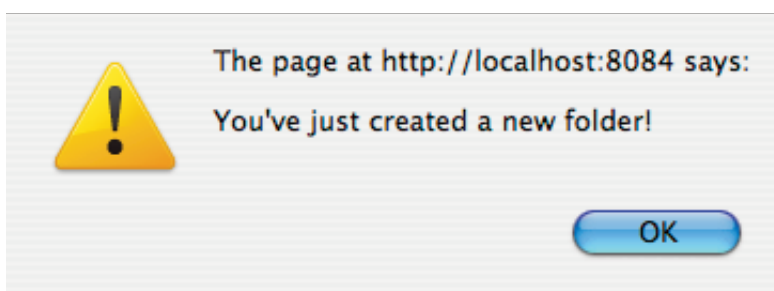 The page at http://localhost:8084 says:
You've just created a new folder!
OK